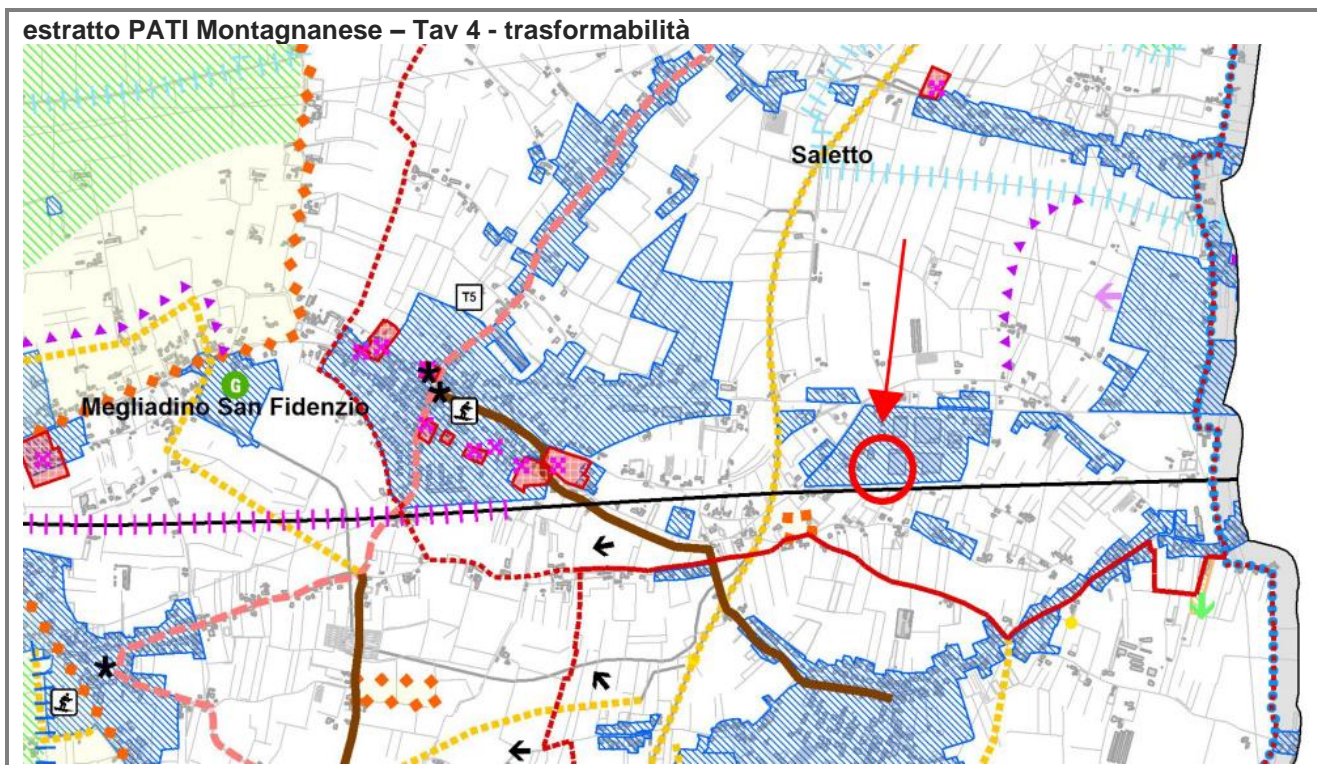 estratto PATI Montagnanese – Tav 4 - trasformabilità
Saletto
T5
G
Megliadino San Fidenzio